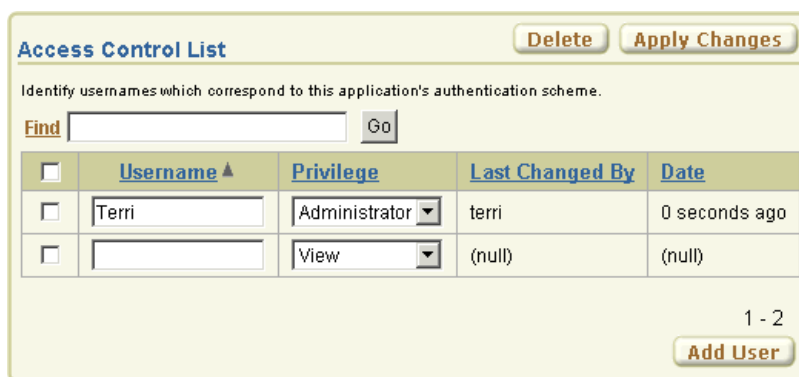 Access Control List
Delete
Apply Changes
Identify usernames which correspond to this application's authentication scheme.
Find
Go
Username Privilege Last Changed By Date
Terri Administrator terri 0 seconds ago
View (null) (null)
1 - 2
Add User